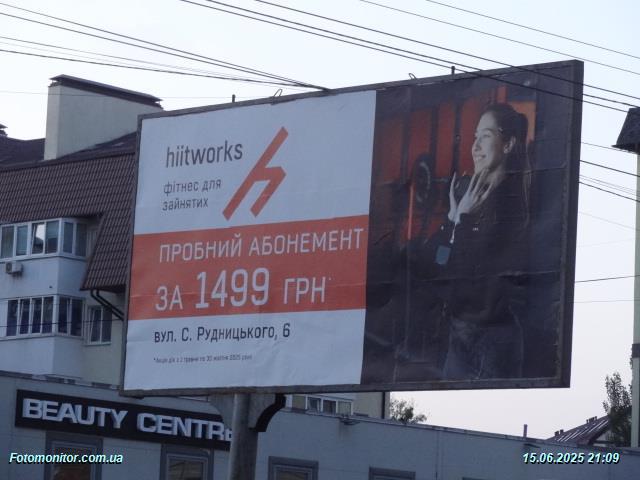 hiitworks
фітнес для
зайнятих
ПРОБНИЙ АБОНЕМЕНТ
ЗА 1499 ГРН*
вул. С. Рудницького, 6
BEAUTY CENTRE
Fotomonitor.com.ua
15.06.2025 21:09